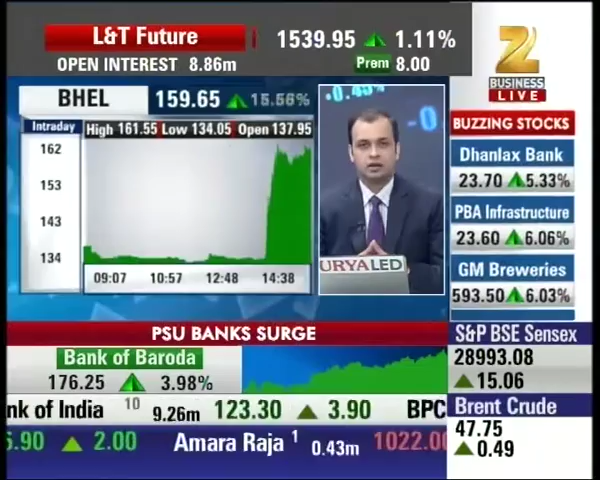 L&T Future
1539.95 1.11%
OPEN INTEREST 8.86m
Prem 8.00
BUSINESS
LIVE
BHEL 159.65 15.56%
Intraday High 161.55 Low 134.05 Open 137.95
162
153
143
134
09:07 10:57 12:48 14:38
URYALED
BUZZING STOCKS
Dhanlax Bank
23.70 5.33%
PBA Infrastructure
23.60 6.06%
GM Breweries
593.50 6.03%
PSU BANKS SURGE
Bank of Baroda
176.25 3.98%
S&P BSE Sensex
28993.08
15.06
Brent Crude
47.75
0.49
nk of India 10 9.26m 123.30 3.90 BPC
6.90 2.00 Amara Raja 1 0.43m 1022.00